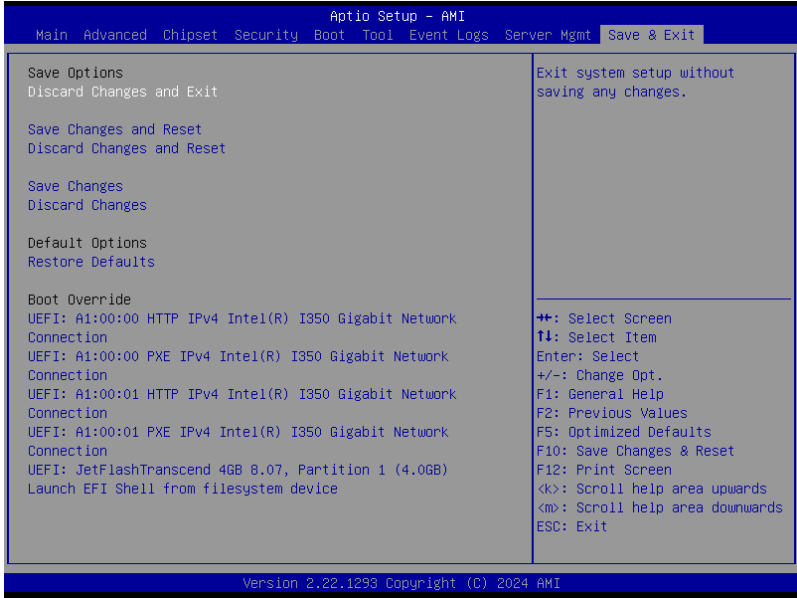 Aptio Setup – AMI
Main Advanced Chipset Security Boot Tool Event Logs Server Mgmt Save & Exit
Save Options
Discard Changes and Exit
Save Changes and Reset
Discard Changes and Reset
Save Changes
Discard Changes
Default Options
Restore Defaults
Boot Override
UEFI: A1:00:00 HTTP IPv4 Intel(R) I350 Gigabit Network
Connection
UEFI: A1:00:00 PXE IPv4 Intel(R) I350 Gigabit Network
Connection
UEFI: A1:00:01 HTTP IPv4 Intel(R) I350 Gigabit Network
Connection
UEFI: A1:00:01 PXE IPv4 Intel(R) I350 Gigabit Network
Connection
UEFI: JetFlashTranscend 4GB 8.07, Partition 1 (4.0GB)
Launch EFI Shell from filesystem device
Exit system setup without
saving any changes.
→←: Select Screen
↑↓: Select Item
Enter: Select
+/-: Change Opt.
F1: General Help
F2: Previous Values
F5: Optimized Defaults
F10: Save Changes & Reset
F12: Print Screen
<k>: Scroll help area upwards
<m>: Scroll help area downwards
ESC: Exit
Version 2.22.1293 Copyright (C) 2024 AMI